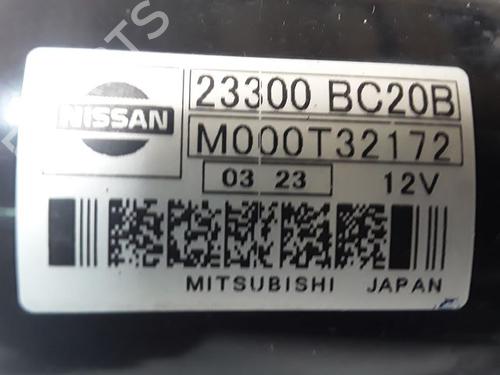 NISSAN
23300 BC20B
M000T32172
03 23 12V
MITSUBISHI JAPAN